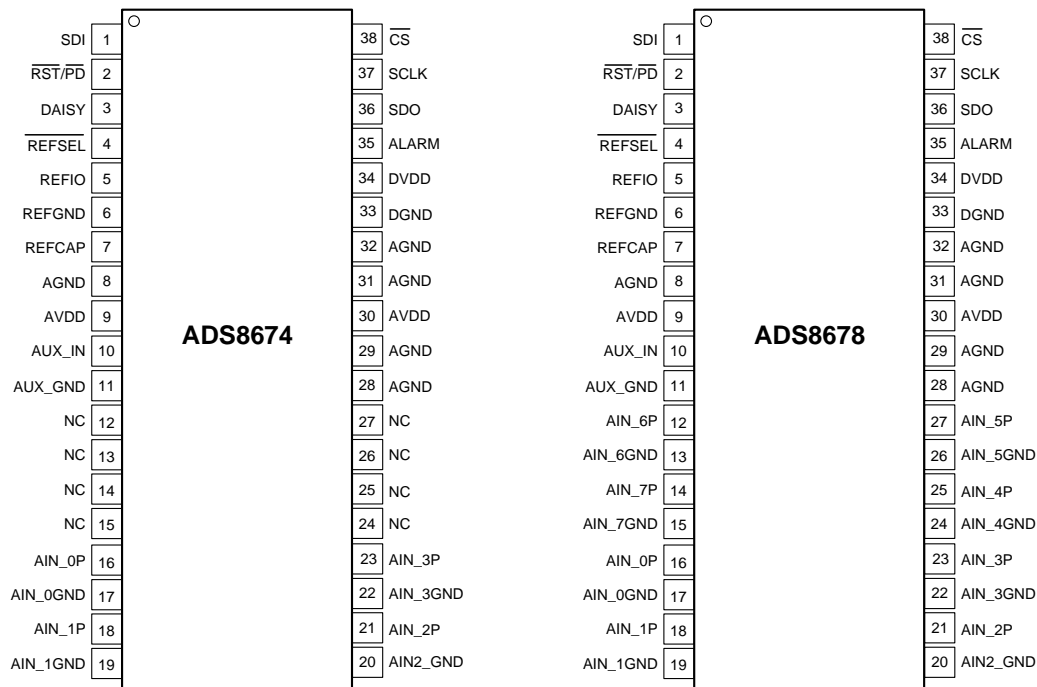 SDI 1 38 CS SDI 1 38 CS
RST/PD 2 37 SCLK RST/PD 2 37 SCLK
DAISY 3 36 SDO DAISY 3 36 SDO
REFSEL 4 35 ALARM REFSEL 4 35 ALARM
REFIO 5 34 DVDD REFIO 5 34 DVDD
REFGND 6 33 DGND REFGND 6 33 DGND
REFCAP 7 32 AGND REFCAP 7 32 AGND
AGND 8 31 AGND AGND 8 31 AGND
AVDD 9 ADS8674 30 AVDD AVDD 9 ADS8678 30 AVDD
AUX_IN 10 29 AGND AUX_IN 10 29 AGND
AUX_GND 11 28 AGND AUX_GND 11 28 AGND
NC 12 27 NC AIN_6P 12 27 AIN_5P
NC 13 26 NC AIN_6GND 13 26 AIN_5GND
NC 14 25 NC AIN_7P 14 25 AIN_4P
NC 15 24 NC AIN_7GND 15 24 AIN_4GND
AIN_0P 16 23 AIN_3P AIN_0P 16 23 AIN_3P
AIN_0GND 17 22 AIN_3GND AIN_0GND 17 22 AIN_3GND
AIN_1P 18 21 AIN_2P AIN_1P 18 21 AIN_2P
AIN_1GND 19 20 AIN2_GND AIN_1GND 19 20 AIN2_GND